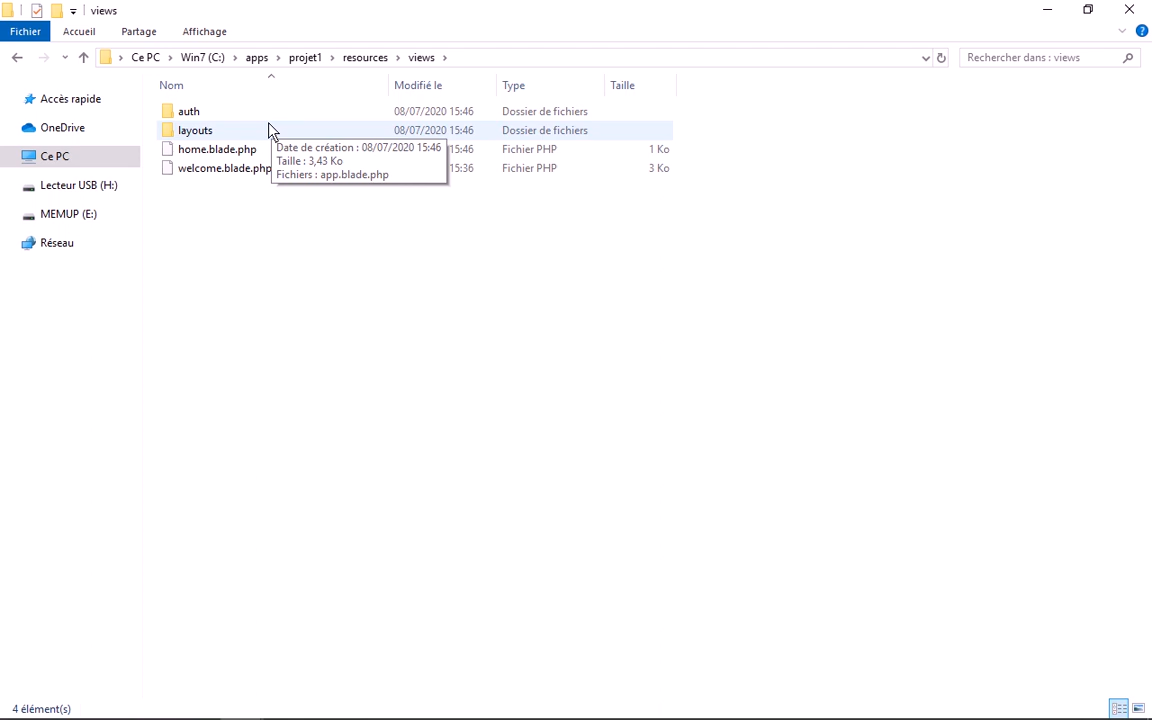 views
Fichier Accueil Partage Affichage
Ce PC › Win7 (C:) › apps › projet1 › resources › views ›
Rechercher dans : views
Nom Modifié le Type Taille
Accès rapide
OneDrive
Ce PC
Lecteur USB (H:)
MEMUP (E:)
Réseau
auth 08/07/2020 15:46 Dossier de fichiers
layouts 08/07/2020 15:46 Dossier de fichiers
home.blade.php 15:46 Fichier PHP 1 Ko
welcome.blade.php 15:36 Fichier PHP 3 Ko
Date de création : 08/07/2020 15:46
Taille : 3,43 Ko
Fichiers : app.blade.php
4 élément(s)